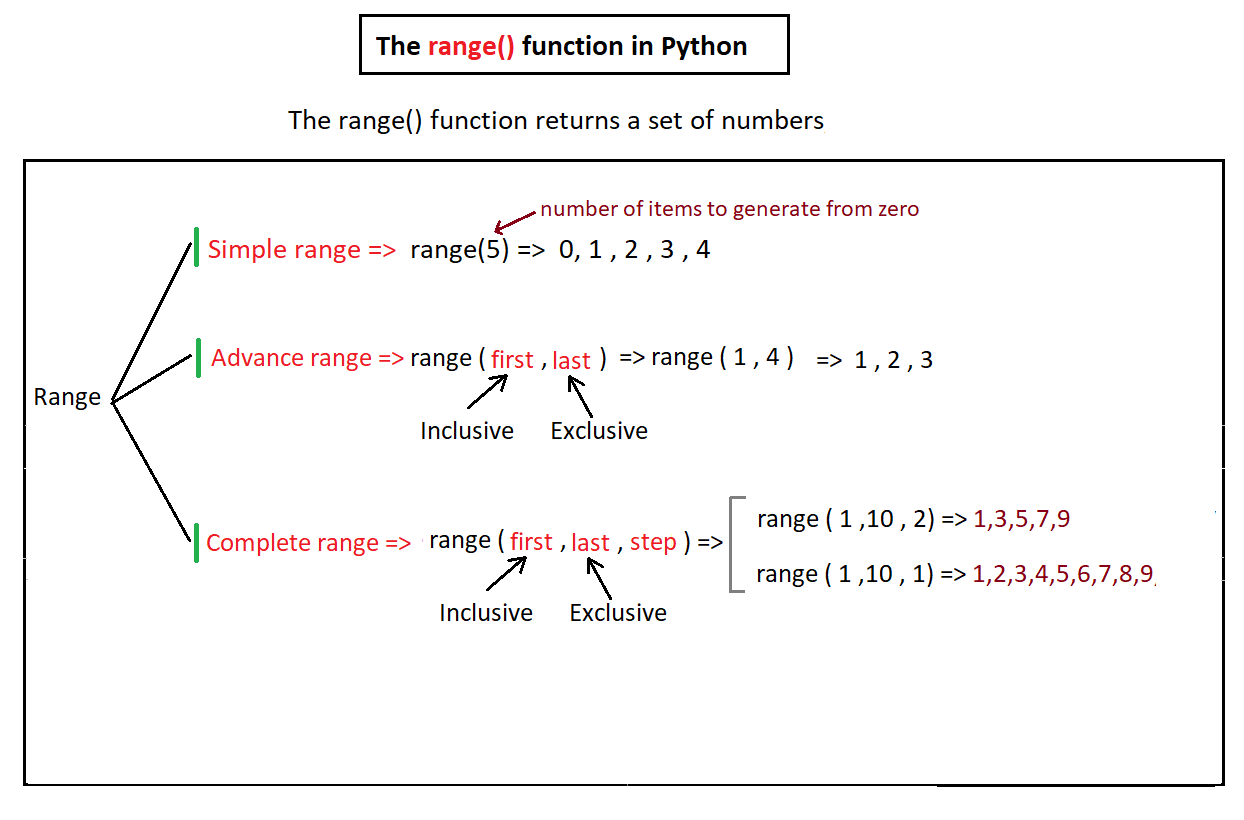 The range() function in Python
The range() function returns a set of numbers
number of items to generate from zero
Simple range => range(5) => 0, 1 , 2 , 3 , 4
Advance range => range ( first , last ) => range ( 1 , 4 ) => 1 , 2 , 3
Range
Inclusive Exclusive
range ( 1 ,10 , 2) => 1,3,5,7,9
Complete range => range ( first , last , step ) =>
range ( 1 ,10 , 1) => 1,2,3,4,5,6,7,8,9,
Inclusive Exclusive